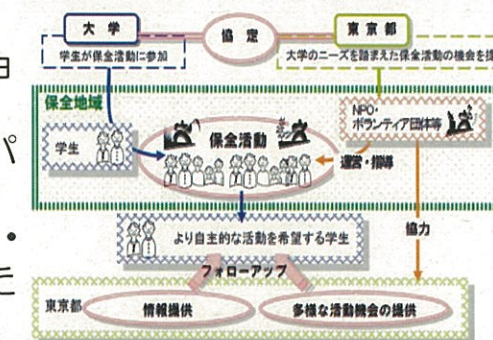 大学
協定
東京都
学生が保全活動に参加
大学のニーズを踏まえた保全活動の機会を提
保全地域
NPO・
ボランティア団体等
学生
保全活動
運営・指導
より自主的な活動を希望する学生
協力
フォローアップ
東京都
情報提供
多様な活動機会の提供
パ
・